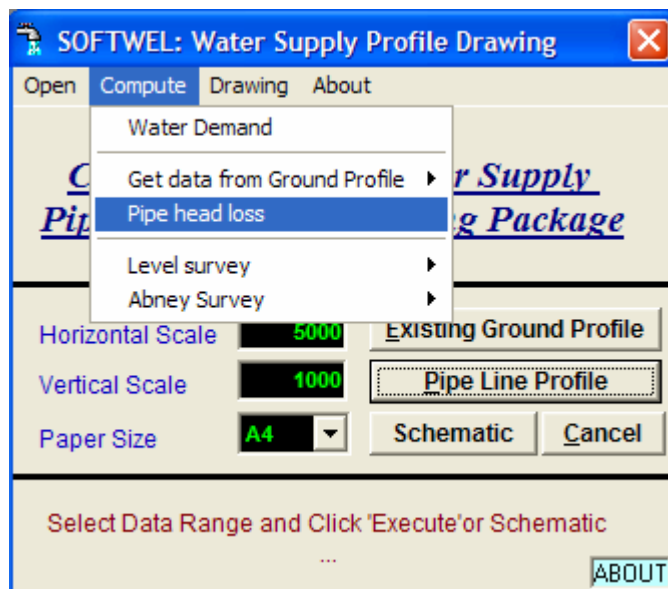 SOFTWEL: Water Supply Profile Drawing
Open Compute Drawing About
Water Demand
Get data from Ground Profile
Pipe head loss
Level survey
Abney Survey
C r Supply
Pip g Package
Horizontal Scale 5000 Existing Ground Profile
Vertical Scale 1000 Pipe Line Profile
Paper Size A4 Schematic Cancel
Select Data Range and Click 'Execute'or Schematic
...
ABOUT